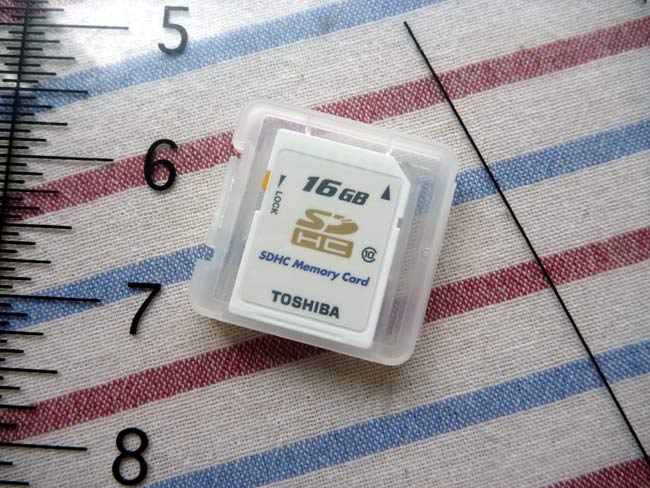 5
6
7
8
16GB
LOCK
SD
HC
10
SDHC Memory Card
TOSHIBA